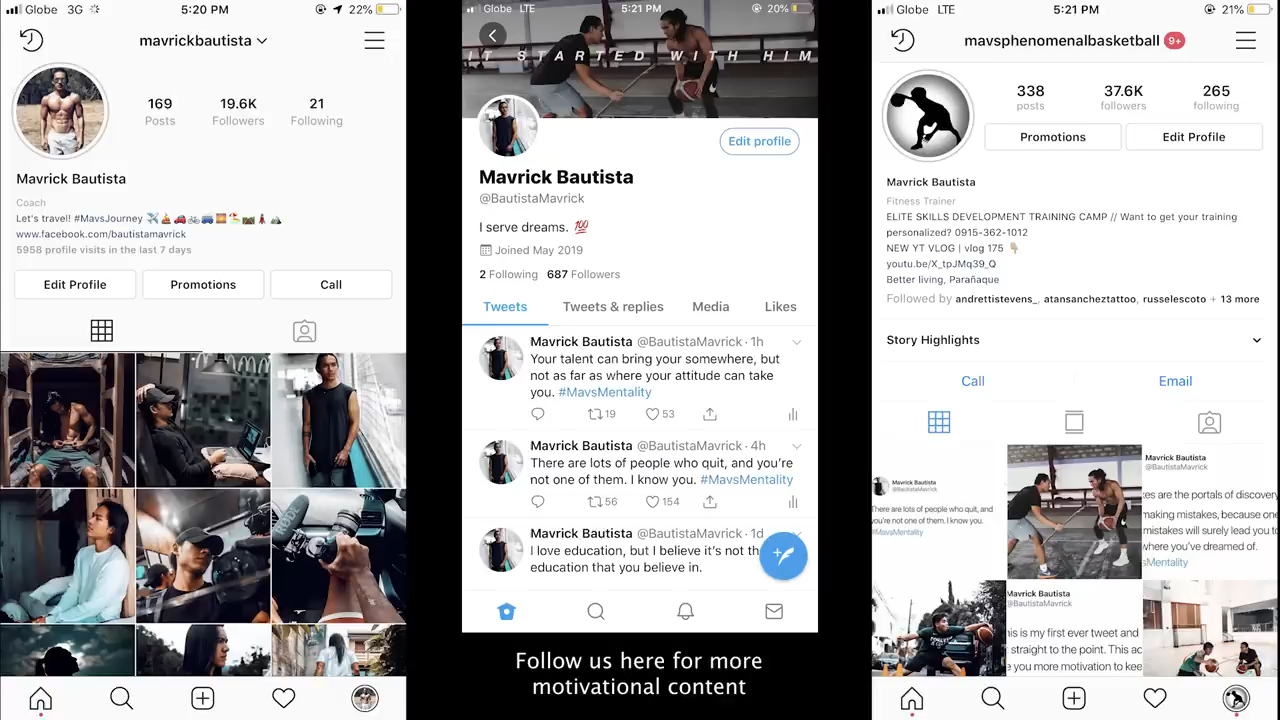 Globe 3G 5:20 PM 22%
mavrickbautista
169 19.6K 21
Posts Followers Following
Mavrick Bautista
Coach
Let's travel! #MavsJourney
www.facebook.com/bautistamavrick
5958 profile visits in the last 7 days
Edit Profile Promotions Call
Globe LTE 5:21 PM 20%
IT STARTED WITH HIM
Edit profile
Mavrick Bautista
@BautistaMavrick
I serve dreams. 💯
Joined May 2019
2 Following 687 Followers
Tweets Tweets & replies Media Likes
Mavrick Bautista @BautistaMavrick · 1h
Your talent can bring your somewhere, but
not as far as where your attitude can take
you. #MavsMentality
19 53
Mavrick Bautista @BautistaMavrick · 4h
There are lots of people who quit, and you're
not one of them. I know you. #MavsMentality
56 154
Mavrick Bautista @BautistaMavrick · 1d
I love education, but I believe it's not th
education that you believe in.
Follow us here for more
motivational content
Globe LTE 5:21 PM 21%
mavsphenomenalbasketball 9+
338 37.6K 265
posts followers following
Promotions Edit Profile
Mavrick Bautista
Fitness Trainer
ELITE SKILLS DEVELOPMENT TRAINING CAMP // Want to get your training
personalized? 0915-362-1012
NEW YT VLOG | vlog 175
youtu.be/X_tpJMq39_Q
Better living, Parañaque
Followed by andrettistevens_, atansancheztattoo, russelescoto + 13 more
Story Highlights
Call Email
Mavrick Bautista
@BautistaMavrick
There are lots of people who quit, and
you're not one of them. I know you.
#MavsMentality
Mavrick Bautista
@BautistaMavrick
es are the portals of discovery
making mistakes, because one
mistakes will surely lead you to
where you've dreamed of.
sMentality
Mavrick Bautista
@BautistaMavrick
his is my first ever tweet and
straight to the point. This ac
e you more motivation to kee